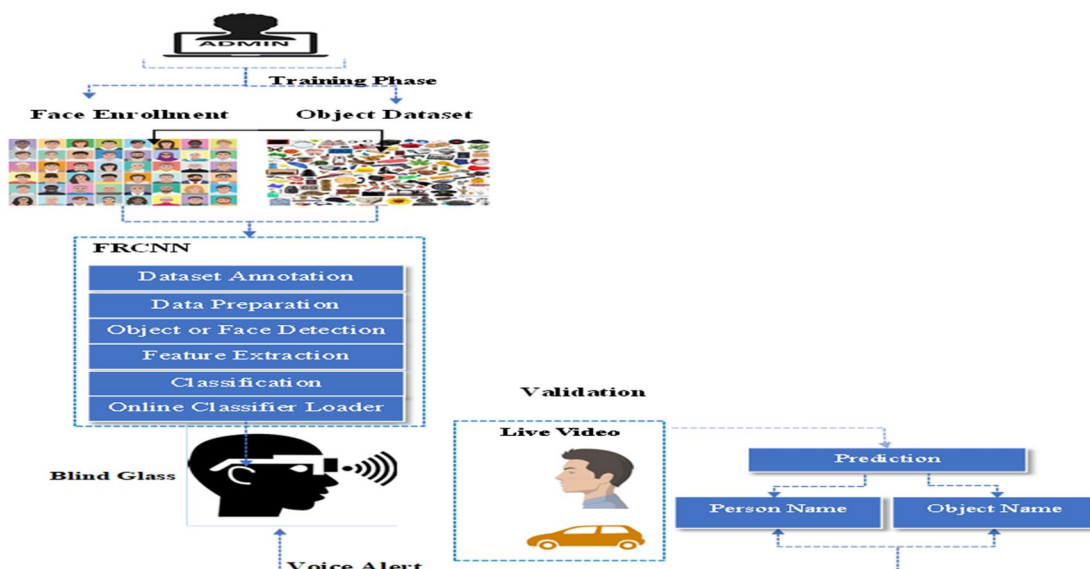 ADMIN
Training Phase
Face Enrollment
Object Dataset
FRCNN
Dataset Annotation
Data Preparation
Object or Face Detection
Feature Extraction
Classification
Online Classifier Loader
Blind Glass
Voice Alert
Validation
Live Video
Prediction
Person Name
Object Name